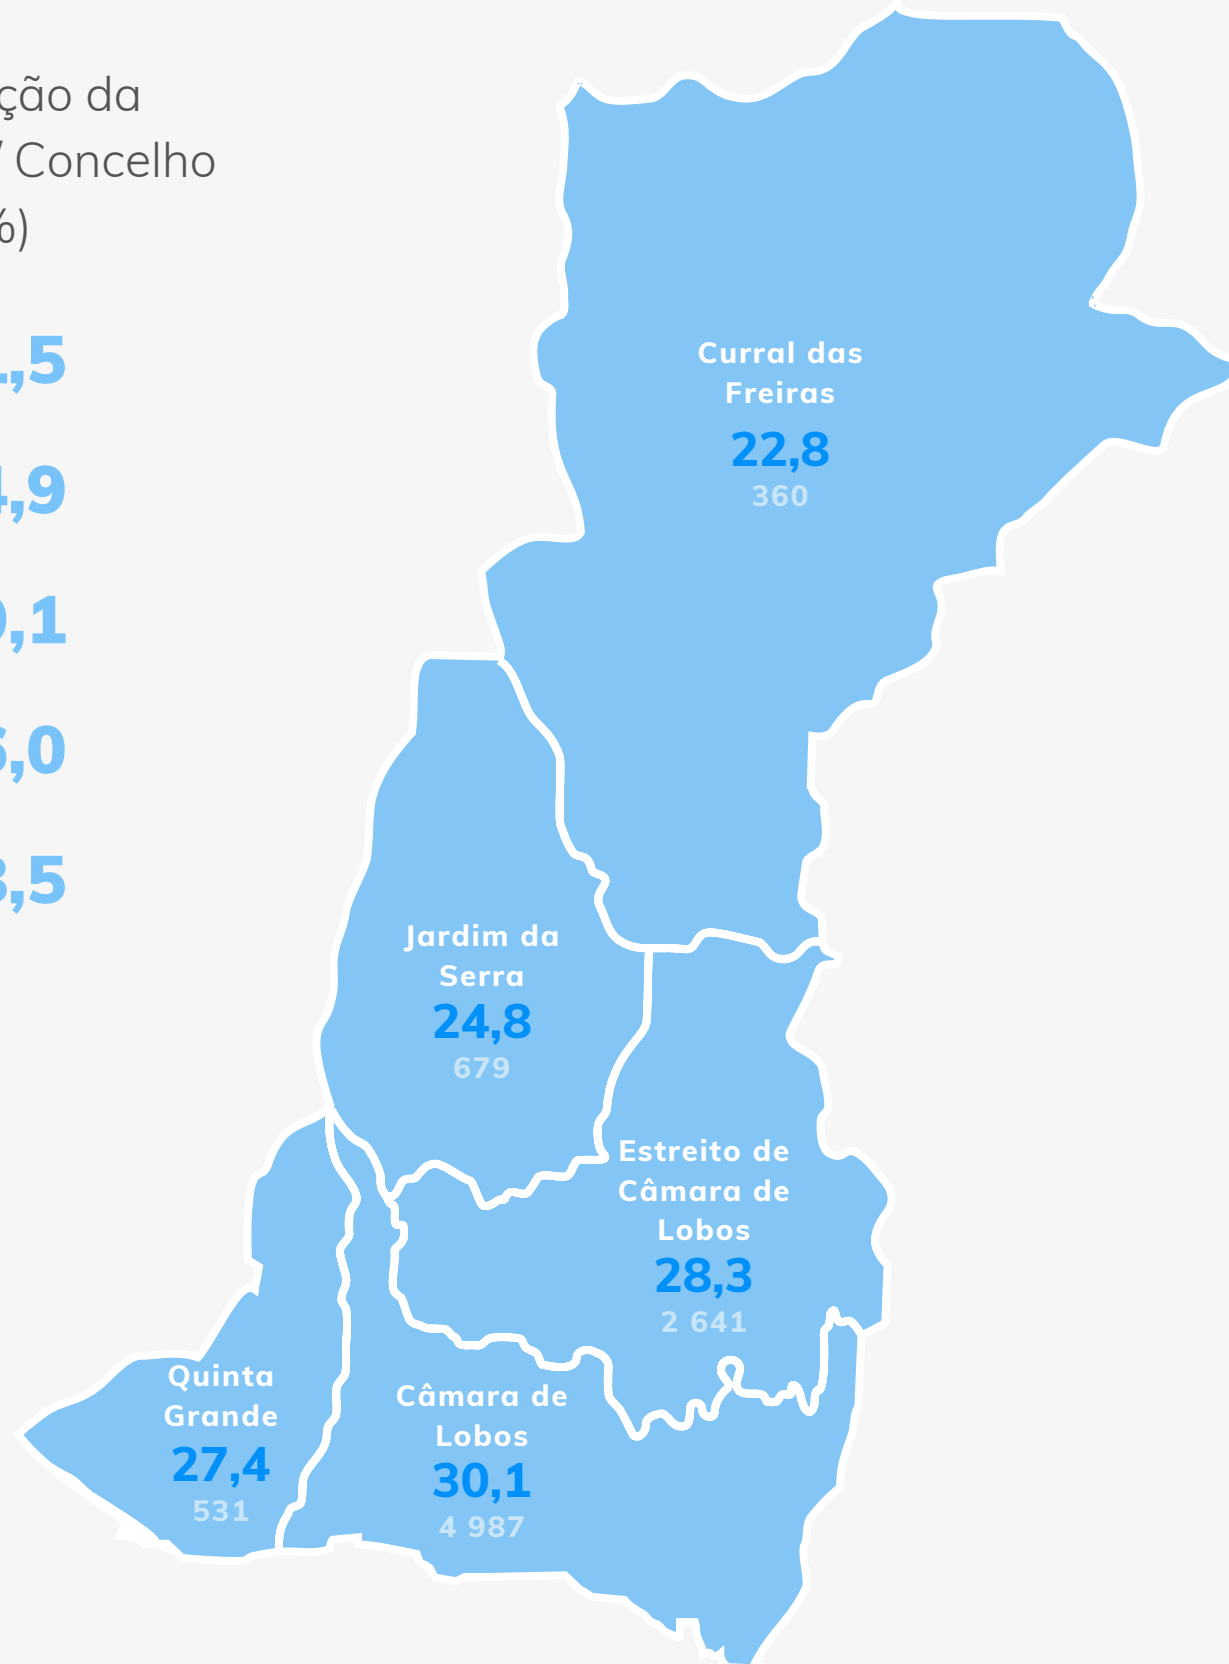 ção da
/ Concelho
%)
,5
,9
,1
,0
,5
Curral das
Freiras
22,8
360
Jardim da
Serra
24,8
679
Estreito de
Câmara de
Lobos
28,3
2 641
Quinta
Grande
27,4
531
Câmara de
Lobos
30,1
4 987